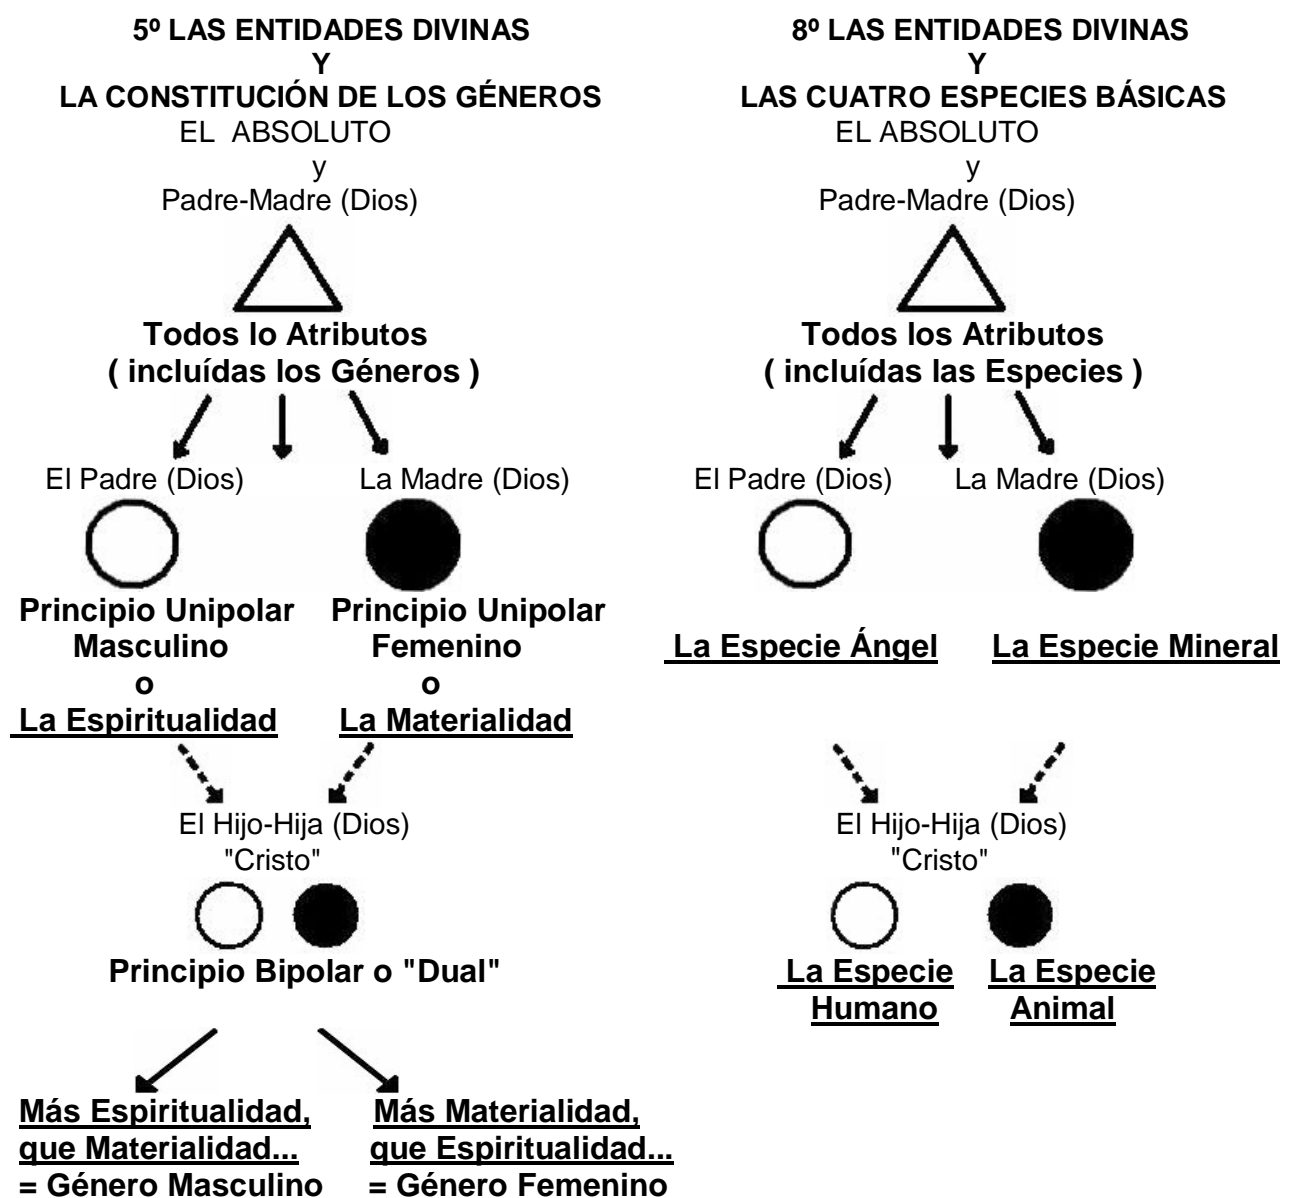 5º LAS ENTIDADES DIVINAS
Y
LA CONSTITUCIÓN DE LOS GÉNEROS
EL ABSOLUTO
y
Padre-Madre (Dios)
Todos lo Atributos
( incluídas los Géneros )
El Padre (Dios) La Madre (Dios)
Principio Unipolar Principio Unipolar
Masculino Femenino
o o
La Espiritualidad La Materialidad
El Hijo-Hija (Dios)
"Cristo"
Principio Bipolar o "Dual"
Más Espiritualidad, Más Materialidad,
que Materialidad... que Espiritualidad...
= Género Masculino = Género Femenino
8º LAS ENTIDADES DIVINAS
Y
LAS CUATRO ESPECIES BÁSICAS
EL ABSOLUTO
y
Padre-Madre (Dios)
Todos los Atributos
( incluídas las Especies )
El Padre (Dios) La Madre (Dios)
La Especie Ángel La Especie Mineral
El Hijo-Hija (Dios)
"Cristo"
La Especie La Especie
Humano Animal